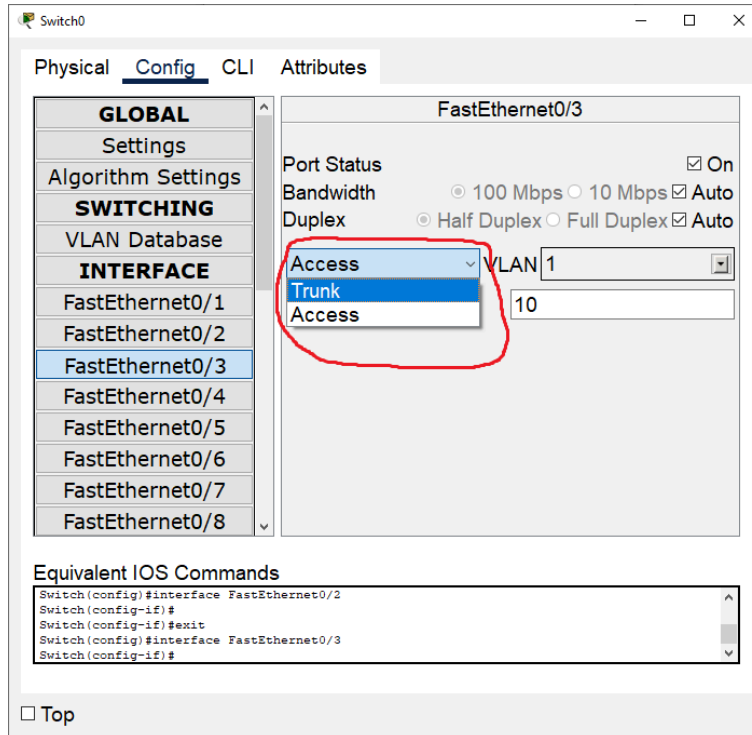 Switch0
Physical Config CLI Attributes
GLOBAL
Settings
Algorithm Settings
SWITCHING
VLAN Database
INTERFACE
FastEthernet0/1
FastEthernet0/2
FastEthernet0/3
FastEthernet0/4
FastEthernet0/5
FastEthernet0/6
FastEthernet0/7
FastEthernet0/8
FastEthernet0/3
Port Status On
Bandwidth 100 Mbps 10 Mbps Auto
Duplex Half Duplex Full Duplex Auto
Access VLAN 1
Trunk
Access
10
Equivalent IOS Commands
Switch(config)#interface FastEthernet0/2
Switch(config-if)#
Switch(config-if)#exit
Switch(config)#interface FastEthernet0/3
Switch(config-if)#
Top